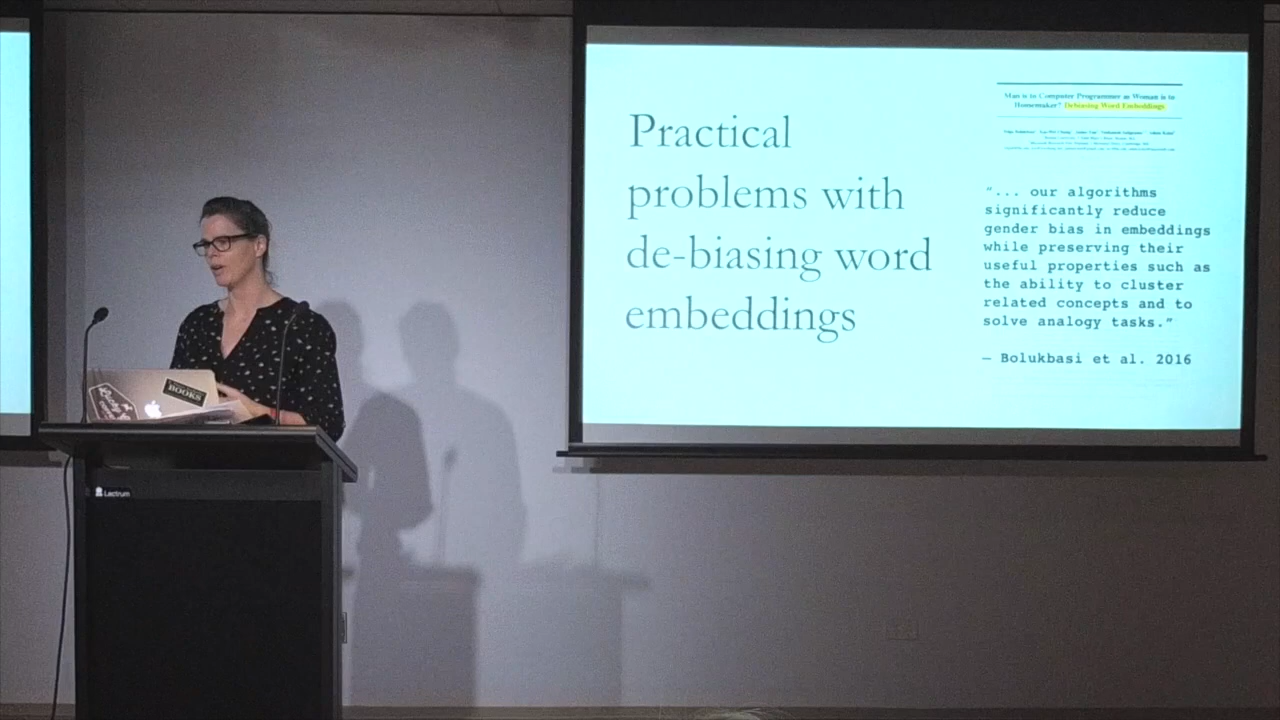 Practical
problems with
de-biasing word
embeddings
Man is to Computer Programmer as Woman is to
Homemaker? Debiasing Word Embeddings
"... our algorithms
significantly reduce
gender bias in embeddings
while preserving their
useful properties such as
the ability to cluster
related concepts and to
solve analogy tasks."
— Bolukbasi et al. 2016
BOOKS
Lectrum